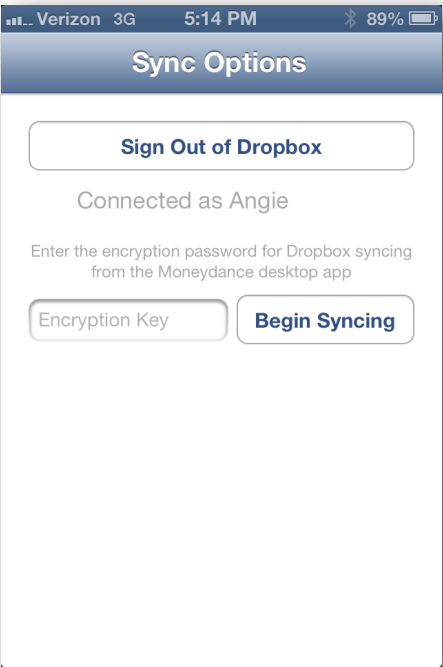 Verizon 3G 5:14 PM 89%
Sync Options
Sign Out of Dropbox
Connected as Angie
Enter the encryption password for Dropbox syncing
from the Moneydance desktop app
Encryption Key Begin Syncing